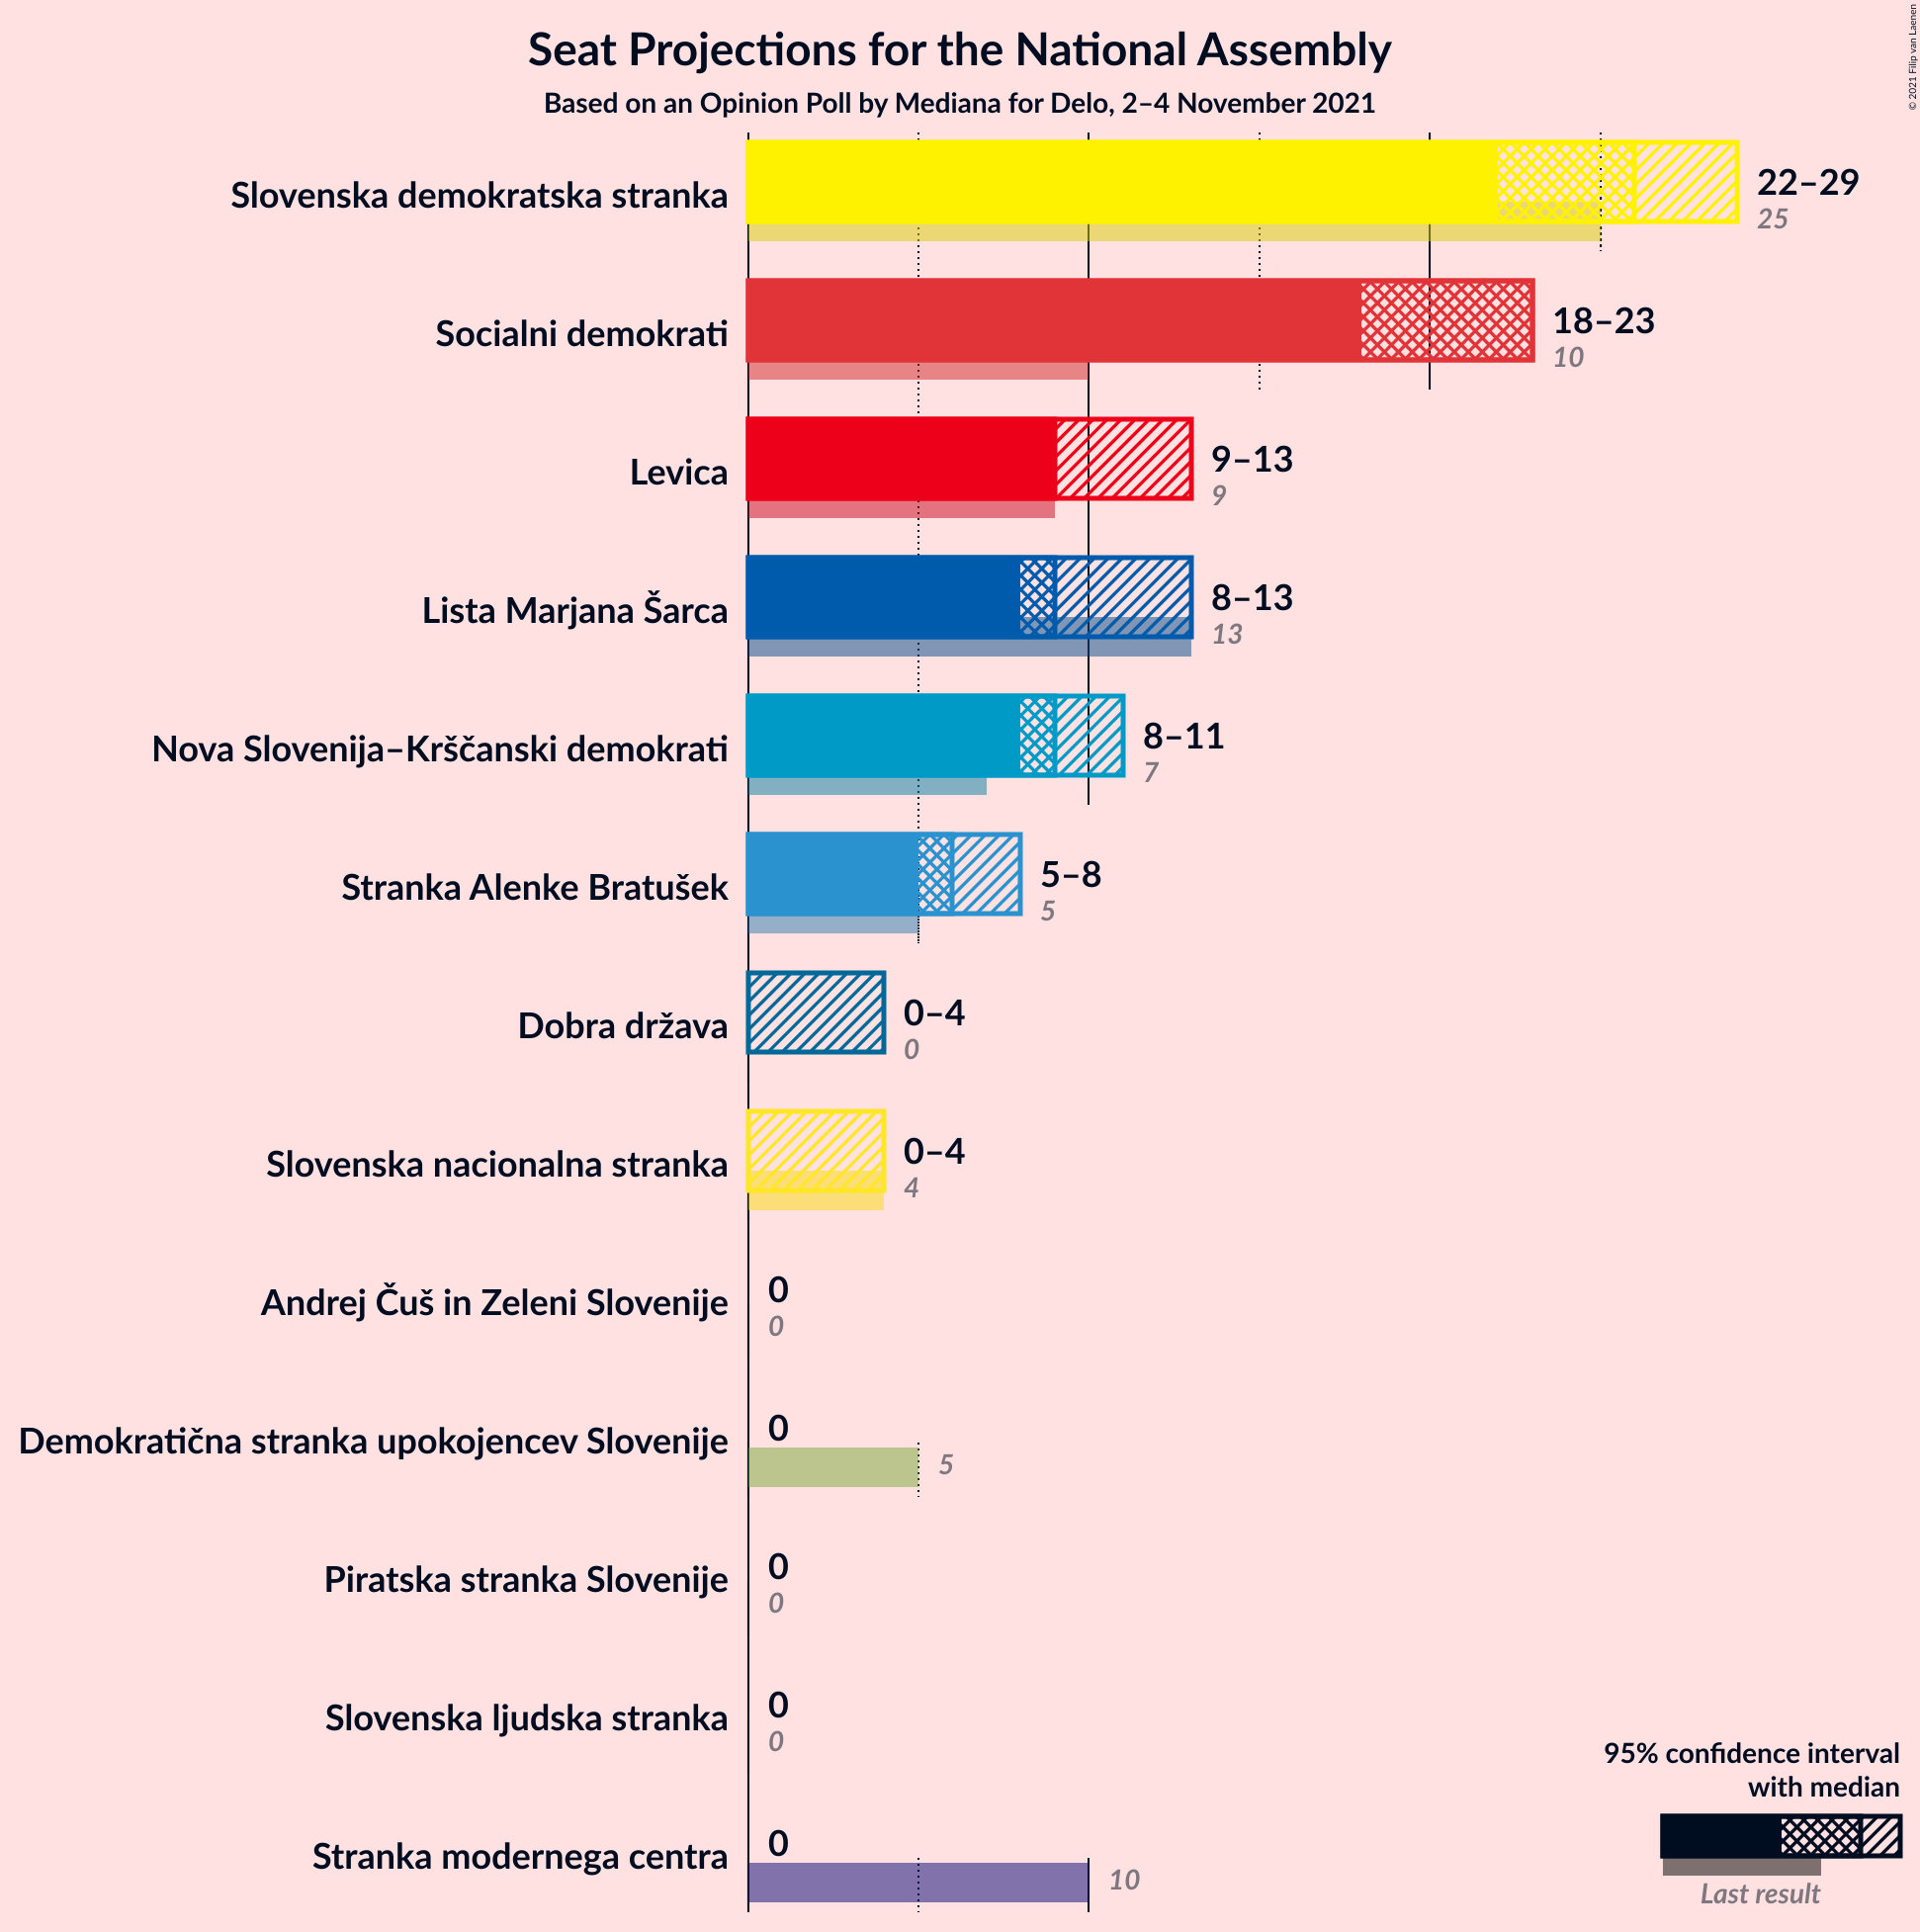 Seat Projections for the National Assembly
Based on an Opinion Poll by Mediana for Delo, 2–4 November 2021
© 2021 Filip van Laenen
Slovenska demokratska stranka
22–29
25
Socialni demokrati
18–23
10
Levica
9–13
9
Lista Marjana Šarca
8–13
13
Nova Slovenija–Krščanski demokrati
8–11
7
Stranka Alenke Bratušek
5–8
5
Dobra država
0–4
0
Slovenska nacionalna stranka
0–4
4
Andrej Čuš in Zeleni Slovenije
0
0
Demokratična stranka upokojencev Slovenije
0
5
Piratska stranka Slovenije
0
0
Slovenska ljudska stranka
0
0
Stranka modernega centra
0
10
95% confidence interval
with median
Last result